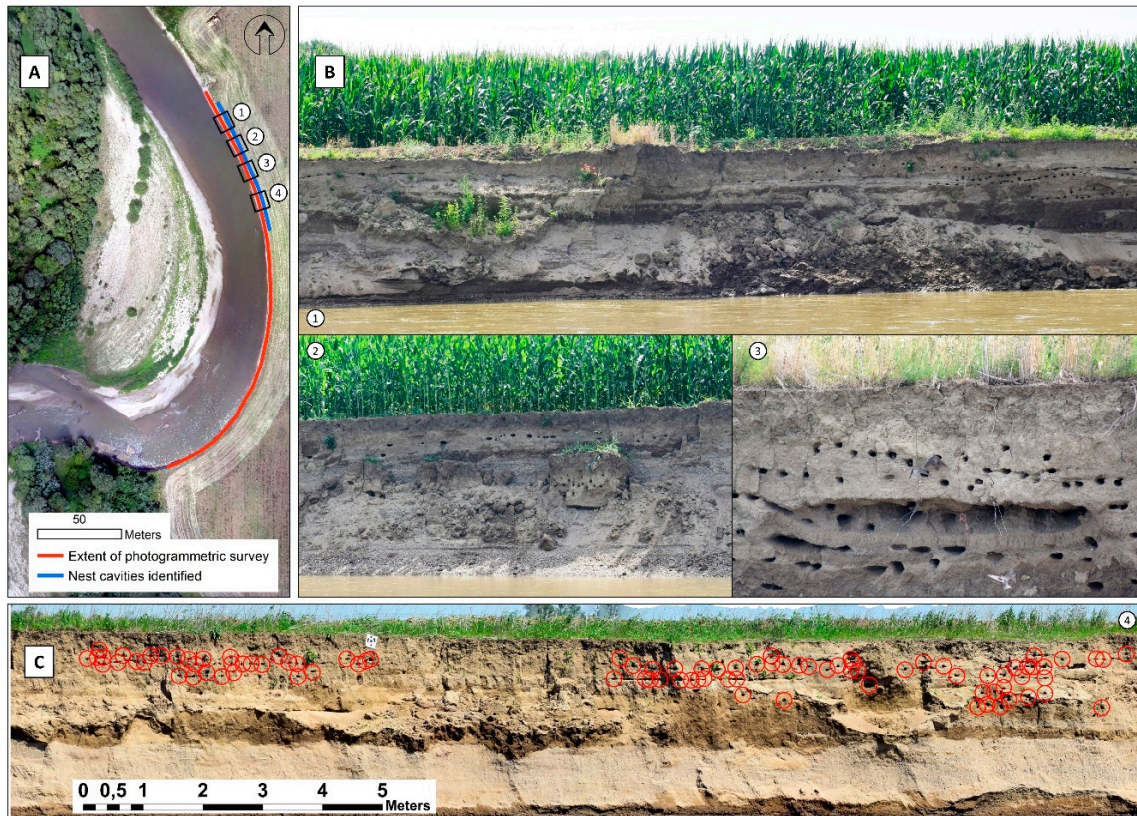 A
1
2
3
4
50
Meters
Extent of photogrammetric survey
Nest cavities identified
B
1
2
3
C
4
0 0,5 1 2 3 4 5
Meters